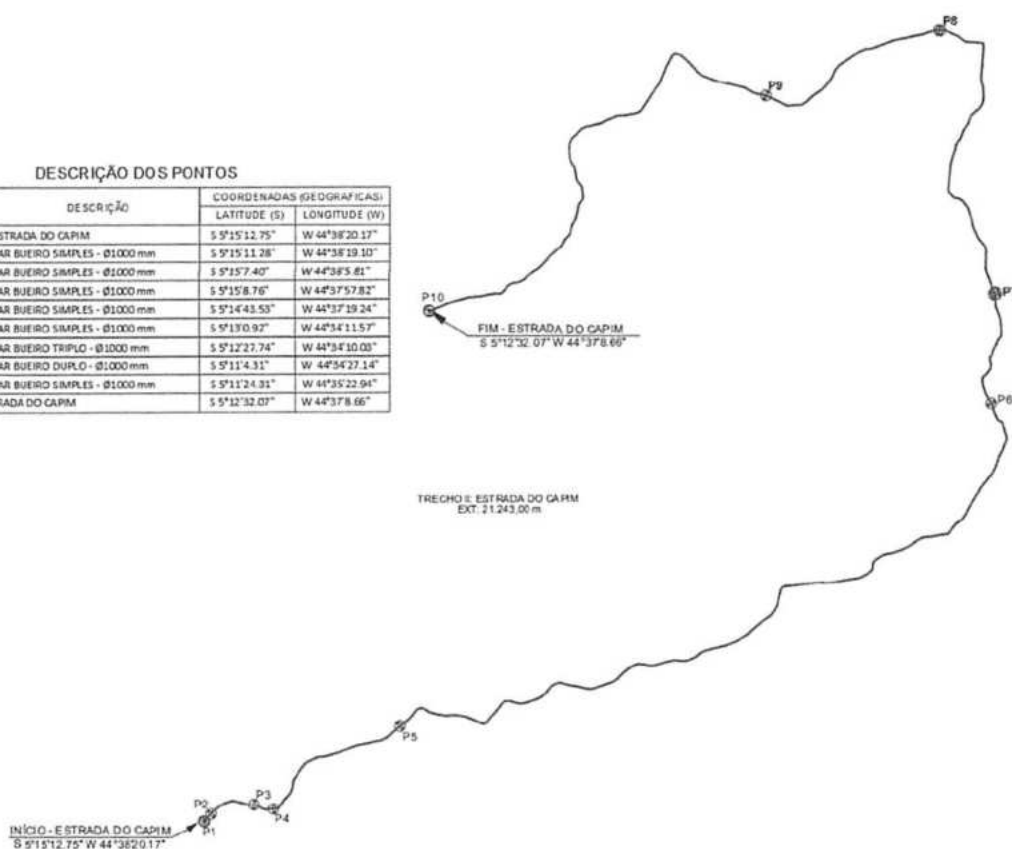 DESCRIÇÃO DOS PONTOS
DESCRIÇÃO COORDENADAS (GEOGRAFICAS)
LATITUDE (S) LONGITUDE (W)
STRADA DO CAPIM S 5°15'12.75" W 44°38'20.17"
AR BUEIRO SIMPLES - Ø1000 mm S 5°15'11.28" W 44°38'19.10"
AR BUEIRO SIMPLES - Ø1000 mm S 5°15'7.40" W 44°38'5.81"
AR BUEIRO SIMPLES - Ø1000 mm S 5°15'8.76" W 44°37'57.82"
AR BUEIRO SIMPLES - Ø1000 mm S 5°14'43.53" W 44°37'19.24"
AR BUEIRO SIMPLES - Ø1000 mm S 5°13'0.92" W 44°34'11.57"
AR BUEIRO TRIPLO - Ø1000 mm S 5°12'27.74" W 44°34'10.03"
AR BUEIRO DUPLO - Ø1000 mm S 5°11'4.31" W 44°34'27.14"
AR BUEIRO SIMPLES - Ø1000 mm S 5°11'24.31" W 44°35'22.94"
RADA DO CAPIM S 5°12'32.07" W 44°37'8.66"
P8
P9
P7
P10
FIM - ESTRADA DO CAPIM
S 5°12'32.07" W 44°37'8.66"
P6
TRECHO II: ESTRADA DO CAPIM
EXT: 21.243,00 m
P5
P3
P2
P4
P1
INÍCIO - ESTRADA DO CAPIM
S 5°15'12.75" W 44°38'20.17"